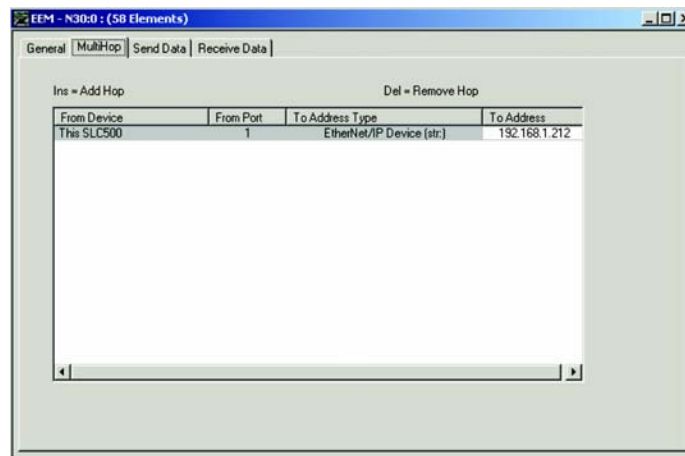 EEM - N30:0 : (58 Elements)
General MultiHop Send Data Receive Data
Ins = Add Hop Del = Remove Hop
From Device From Port To Address Type To Address
This SLC500 1 EtherNet/IP Device (str:) 192.168.1.212